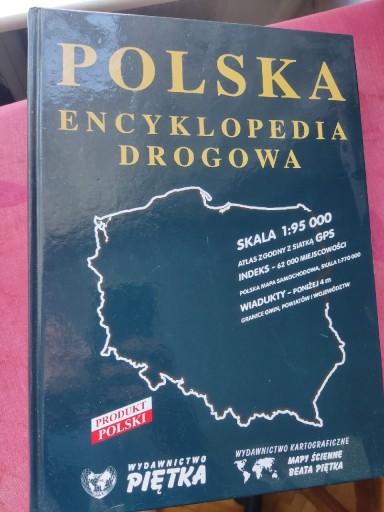 POLSKA
ENCYKLOPEDIA
DROGOWA
SKALA 1:95 000
ATLAS ZGODNY Z SIATKĄ GPS
INDEKS - 62 000 MIEJSCOWOŚCI
POLSKA MAPA SAMOCHODOWA, SKALA 1:770 000
WIADUKTY - PONIŻEJ 4 m
GRANICE GMIN, POWIATÓW I WOJEWÓDZTW
PRODUKT
POLSKI
WYDAWNICTWO
PIĘTKA
WYDAWNICTWO KARTOGRAFICZNE
MAPY ŚCIENNE
BEATA PIĘTKA